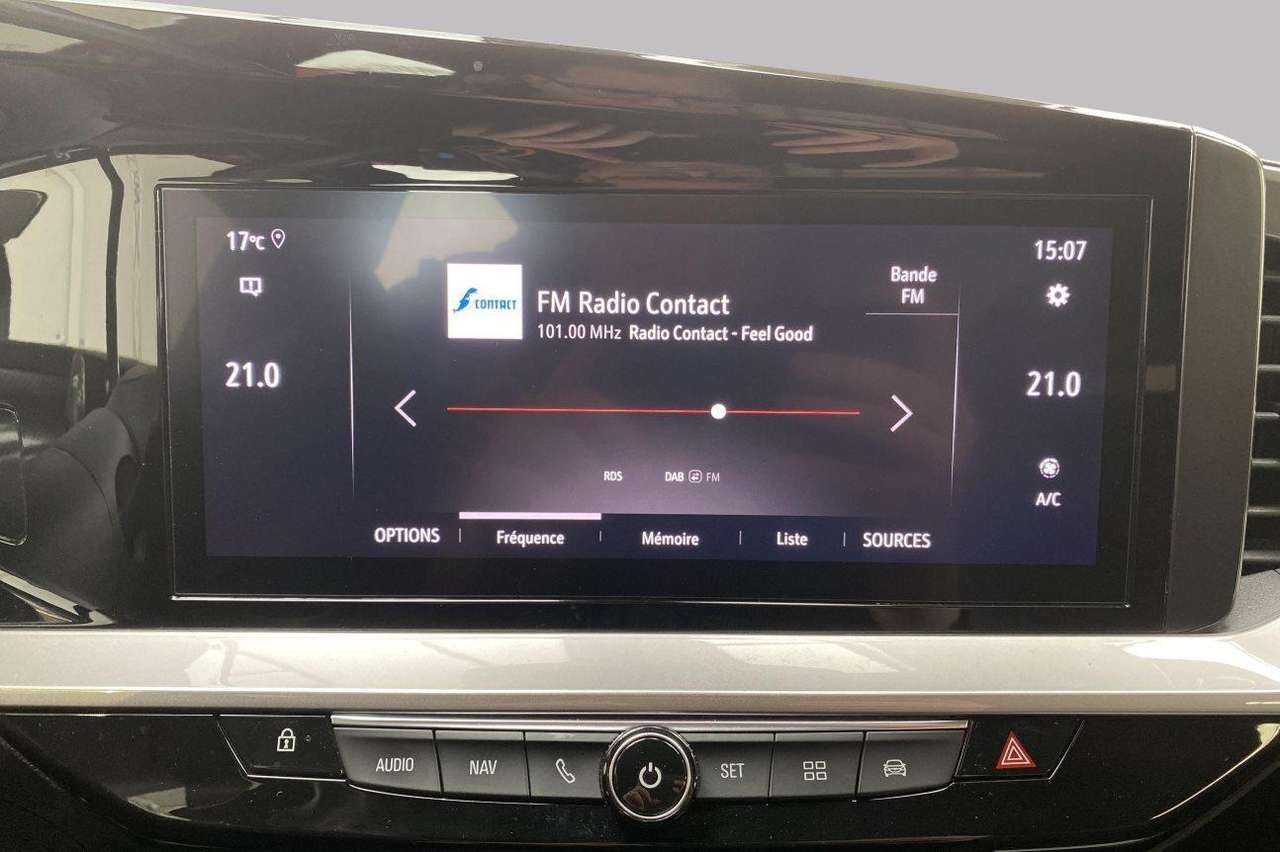 17°C
15:07
Bande
FM
CONTACT
FM Radio Contact
101.00 MHz Radio Contact - Feel Good
21.0
21.0
RDS
DAB FM
A/C
OPTIONS
Fréquence
Mémoire
Liste
SOURCES
AUDIO
NAV
SET